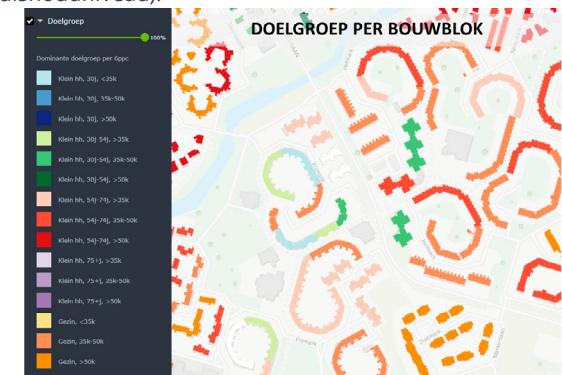 Doelgroep
DOELGROEP PER BOUWBLOK
100%
Dominante doelgroep per 6ppc
Klein hh, 30j, <35k
Klein hh, 30j, 35k-50k
Klein hh, 30j, >50k
Klein hh, 30j-54j, >35k
Klein hh, 30j-54j, 35k-50k
Klein hh, 30j-54j, >50k
Klein hh, 54j-74j, >35k
Klein hh, 54j-74j, 35k-50k
Klein hh, 54j-74j, >50k
Klein hh, 75+j, >35k
Klein hh, 75+j, 35k-50k
Klein hh, 75+j, >50k
Gezin, <35k
Gezin, 35k-50k
Gezin, >50k